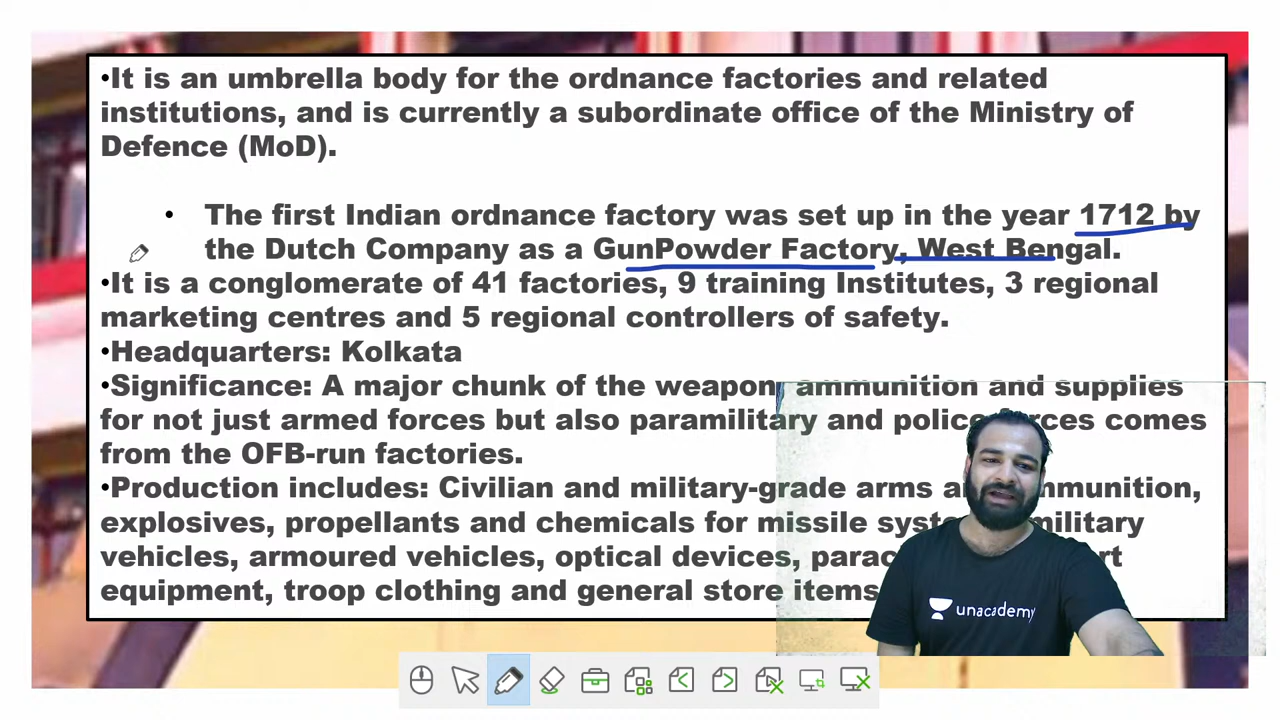 •It is an umbrella body for the ordnance factories and related
institutions, and is currently a subordinate office of the Ministry of
Defence (MoD).
• The first Indian ordnance factory was set up in the year 1712 by
the Dutch Company as a GunPowder Factory, West Bengal.
•It is a conglomerate of 41 factories, 9 training Institutes, 3 regional
marketing centres and 5 regional controllers of safety.
•Headquarters: Kolkata
•Significance: A major chunk of the weapon, ammunition and supplies
for not just armed forces but also paramilitary and police forces comes
from the OFB-run factories.
•Production includes: Civilian and military-grade arms ammunition,
explosives, propellants and chemicals for missile military
vehicles, armoured vehicles, optical devices,
equipment, troop clothing and general store items
unacademy